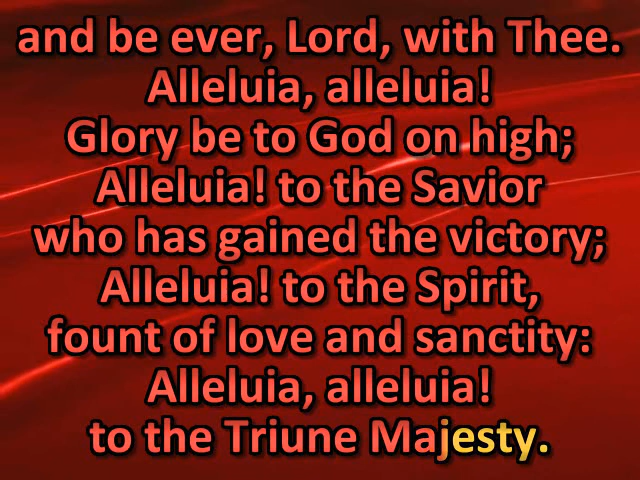 and be ever, Lord, with Thee.
Alleluia, alleluia!
Glory be to God on high;
Alleluia! to the Savior
who has gained the victory;
Alleluia! to the Spirit,
fount of love and sanctity:
Alleluia, alleluia!
to the Triune Majesty.